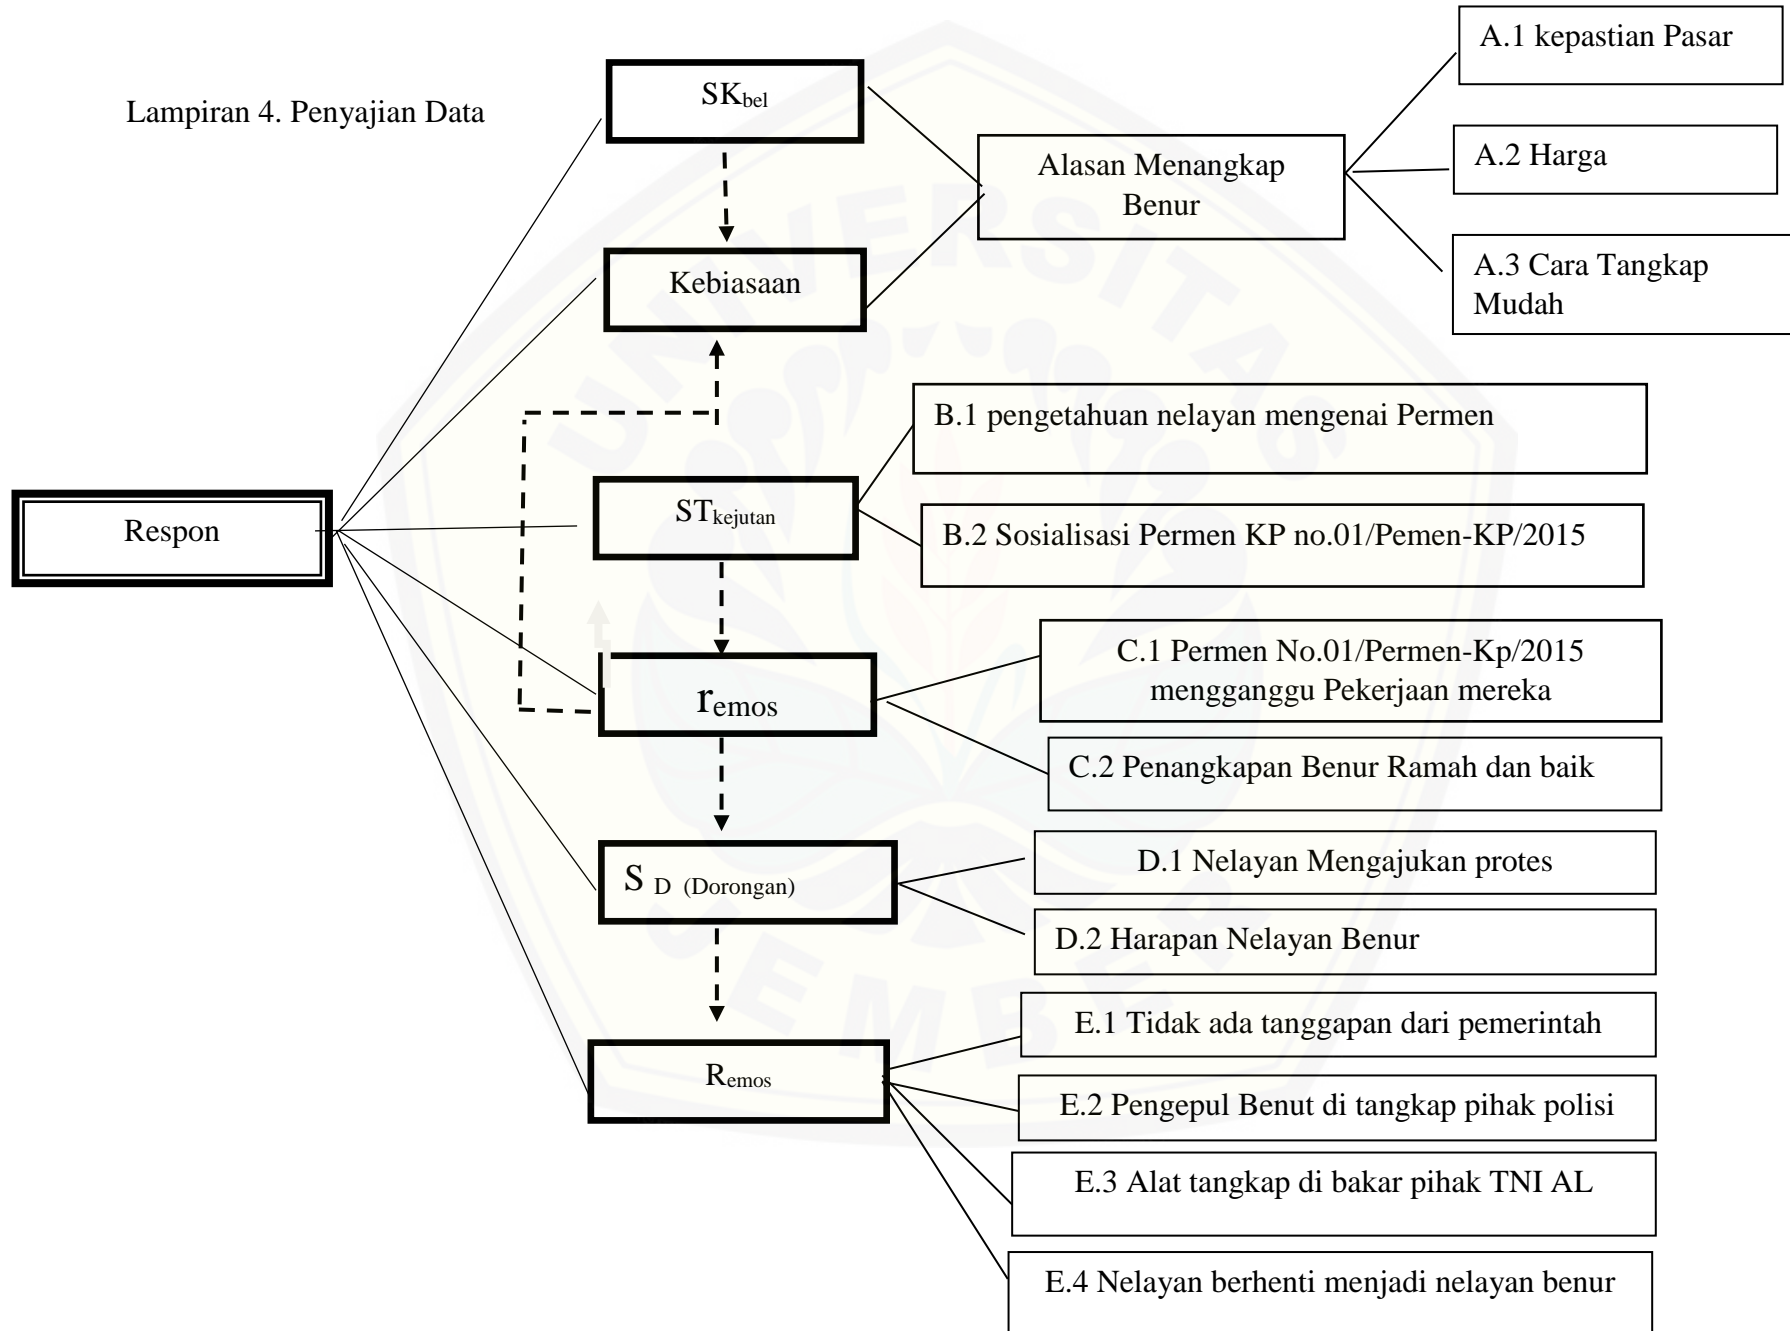 Lampiran 4. Penyajian Data
Respon
SKbel
Kebiasaan
STkejutan
remos
S D (Dorongan)
Remos
Alasan Menangkap
Benur
A.1 kepastian Pasar
A.2 Harga
A.3 Cara Tangkap
Mudah
B.1 pengetahuan nelayan mengenai Permen
B.2 Sosialisasi Permen KP no.01/Pemen-KP/2015
C.1 Permen No.01/Permen-Kp/2015
mengganggu Pekerjaan mereka
C.2 Penangkapan Benur Ramah dan baik
D.1 Nelayan Mengajukan protes
D.2 Harapan Nelayan Benur
E.1 Tidak ada tanggapan dari pemerintah
E.2 Pengepul Benut di tangkap pihak polisi
E.3 Alat tangkap di bakar pihak TNI AL
E.4 Nelayan berhenti menjadi nelayan benur
UNIVERSITAS
JEMBER